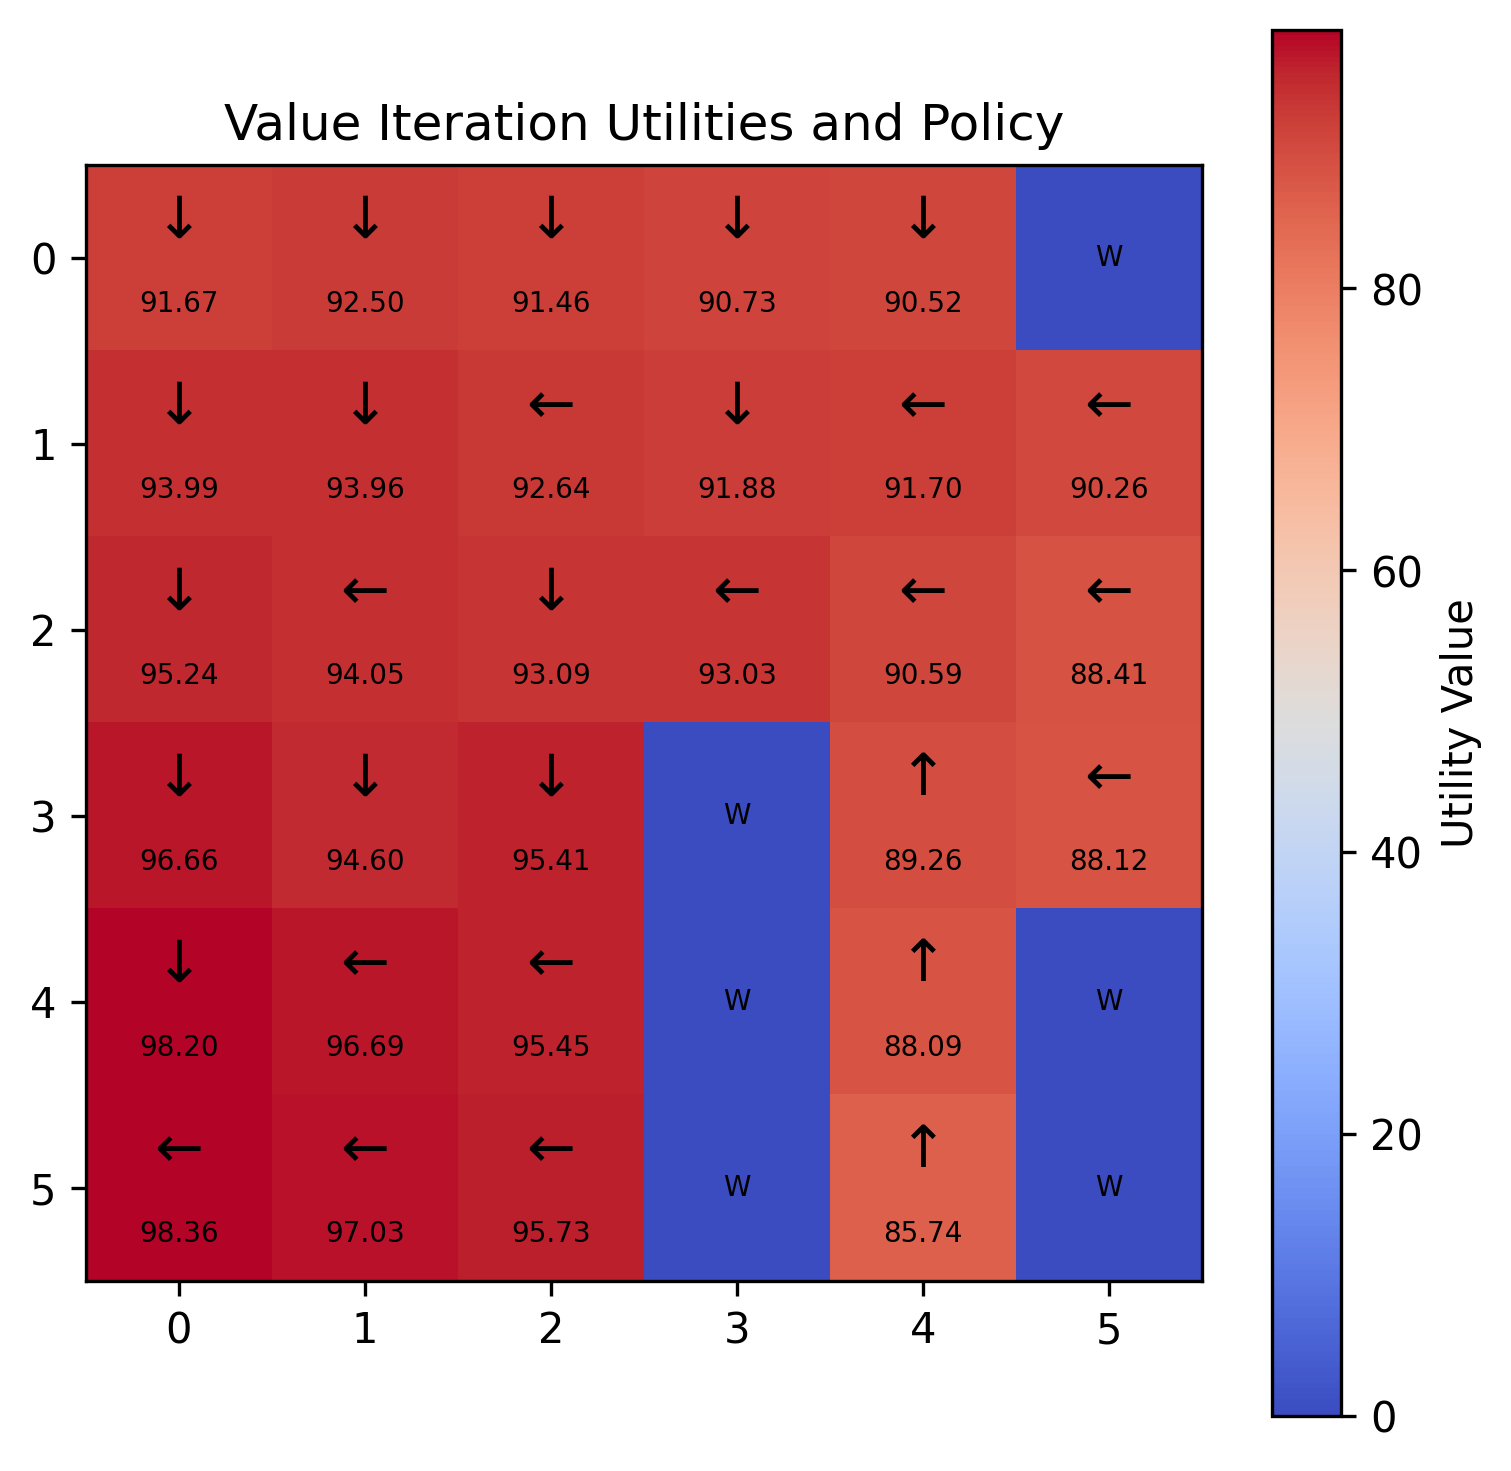 Value Iteration Utilities and Policy
0
↓ ↓ ↓ ↓ ↓ W
91.67 92.50 91.46 90.73 90.52
1
↓ ↓ ← ↓ ← ←
93.99 93.96 92.64 91.88 91.70 90.26
2
↓ ← ↓ ← ← ←
95.24 94.05 93.09 93.03 90.59 88.41
3
↓ ↓ ↓ W ↑ ←
96.66 94.60 95.41 89.26 88.12
4
↓ ← ← W ↑ W
98.20 96.69 95.45 88.09
5
← ← ← W ↑ W
98.36 97.03 95.73 85.74
0 1 2 3 4 5
80
60
40
20
0
Utility Value